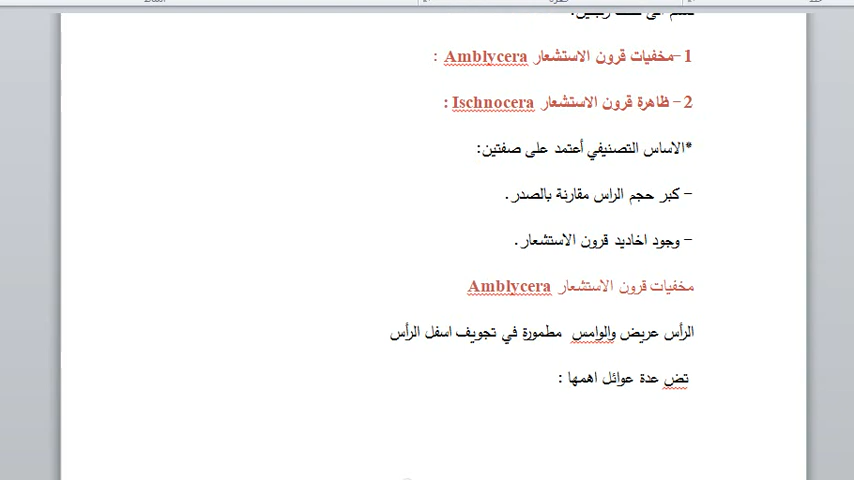 1-مخفيات قرون الاستشعار Amblycera :
2- ظاهرة قرون الاستشعار Ischnocera :
*الاساس التصنيفي أعتمد على صفتين:
- كبر حجم الراس مقارنة بالصدر.
- وجود اخاديد قرون الاستشعار.
مخفيات قرون الاستشعار Amblycera
الرأس عريض والوامس مطمورة في تجويف اسفل الرأس
تض عدة عوائل اهمها :